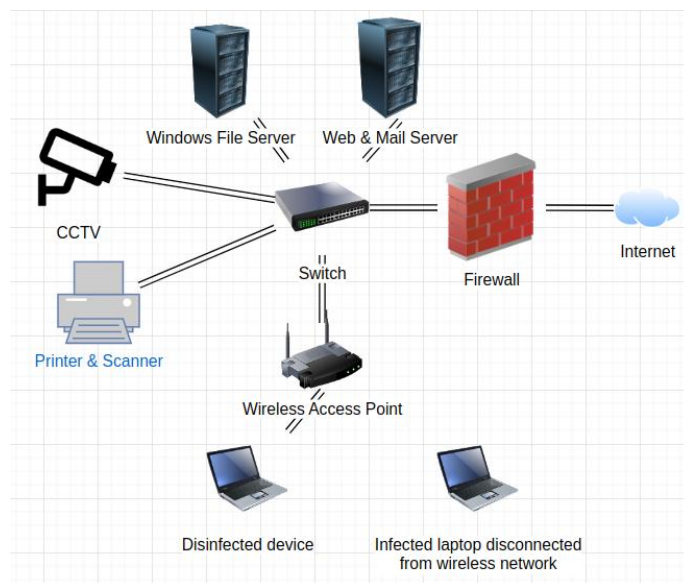 Windows File Server
Web & Mail Server
CCTV
Switch
Firewall
Internet
Printer & Scanner
Wireless Access Point
Disinfected device
Infected laptop disconnected
from wireless network